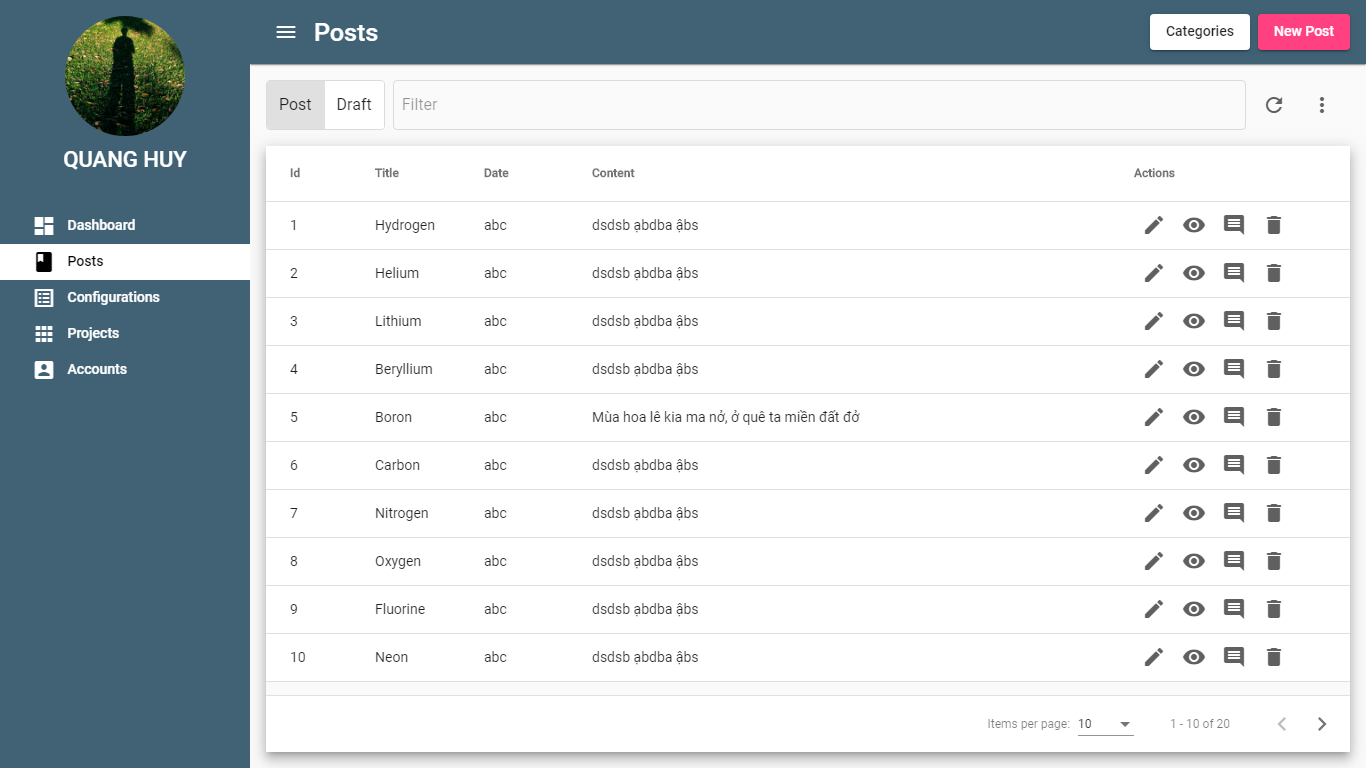 QUANG HUY
Dashboard
Posts
Configurations
Projects
Accounts
Posts
Categories
New Post
Post
Draft
Filter
Id Title Date Content Actions
1 Hydrogen abc dsdsb ạbdba ậbs
2 Helium abc dsdsb ạbdba ậbs
3 Lithium abc dsdsb ạbdba ậbs
4 Beryllium abc dsdsb ạbdba ậbs
5 Boron abc Mùa hoa lê kia ma nở, ở quê ta miền đất đở
6 Carbon abc dsdsb ạbdba ậbs
7 Nitrogen abc dsdsb ạbdba ậbs
8 Oxygen abc dsdsb ạbdba ậbs
9 Fluorine abc dsdsb ạbdba ậbs
10 Neon abc dsdsb ạbdba ậbs
Items per page: 10 1 - 10 of 20